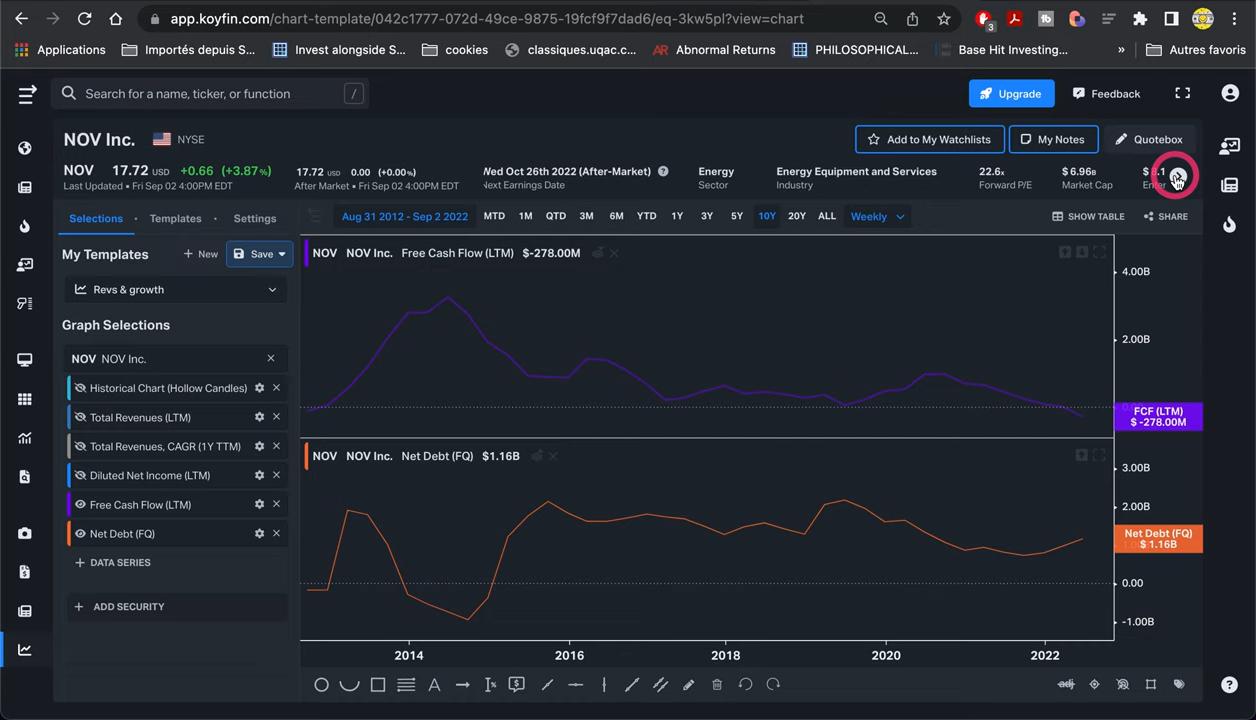 app.koyfin.com/chart-template/042c1777-072d-49ce-9875-19fcf9f7dad6/eq-3kw5pl?view=chart
3
Applications
Importés depuis S...
Invest alongside S...
cookies
classiques.uqac.c...
AR Abnormal Returns
PHILOSOPHICAL...
Base Hit Investing...
»
Autres favoris
Search for a name, ticker, or function
/
Upgrade
Feedback
NOV Inc.
NYSE
Add to My Watchlists
My Notes
Quotebox
NOV 17.72 USD +0.66 (+3.87%)
Last Updated • Fri Sep 02 4:00PM EDT
17.72 USD 0.00 (+0.00%)
After Market • Fri Sep 02 4:00PM EDT
Wed Oct 26th 2022 (After-Market)
Next Earnings Date
Energy
Sector
Energy Equipment and Services
Industry
22.6x
Forward P/E
$ 6.96B
Market Cap
Selections
Templates
Settings
Aug 31 2012 - Sep 2 2022
MTD
1M
QTD
3M
6M
YTD
1Y
3Y
5Y
10Y
20Y
ALL
Weekly
SHOW TABLE
SHARE
My Templates
+ New
Save
Revs & growth
Graph Selections
NOV NOV Inc.
Historical Chart (Hollow Candles)
Total Revenues (LTM)
Total Revenues, CAGR (1Y TTM)
Diluted Net Income (LTM)
Free Cash Flow (LTM)
Net Debt (FQ)
+ DATA SERIES
+ ADD SECURITY
NOV NOV Inc. Free Cash Flow (LTM) $-278.00M
4.00B
2.00B
FCF (LTM)
$ -278.00M
NOV NOV Inc. Net Debt (FQ) $1.16B
3.00B
2.00B
Net Debt (FQ)
$ 1.16B
0.00
-1.00B
2014
2016
2018
2020
2022
adj
?